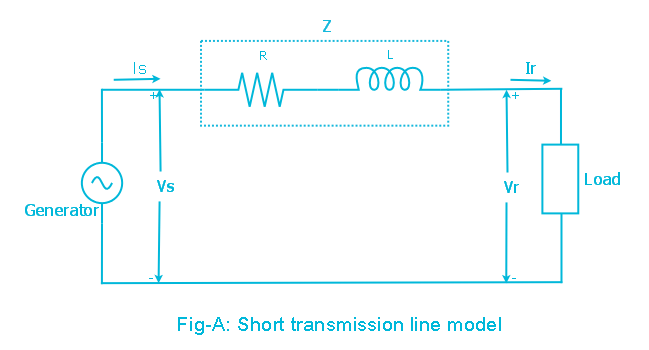 Z
R
L
Is
Ir
+
+
Vs
Vr
Load
Generator
-
-
Fig-A: Short transmission line model